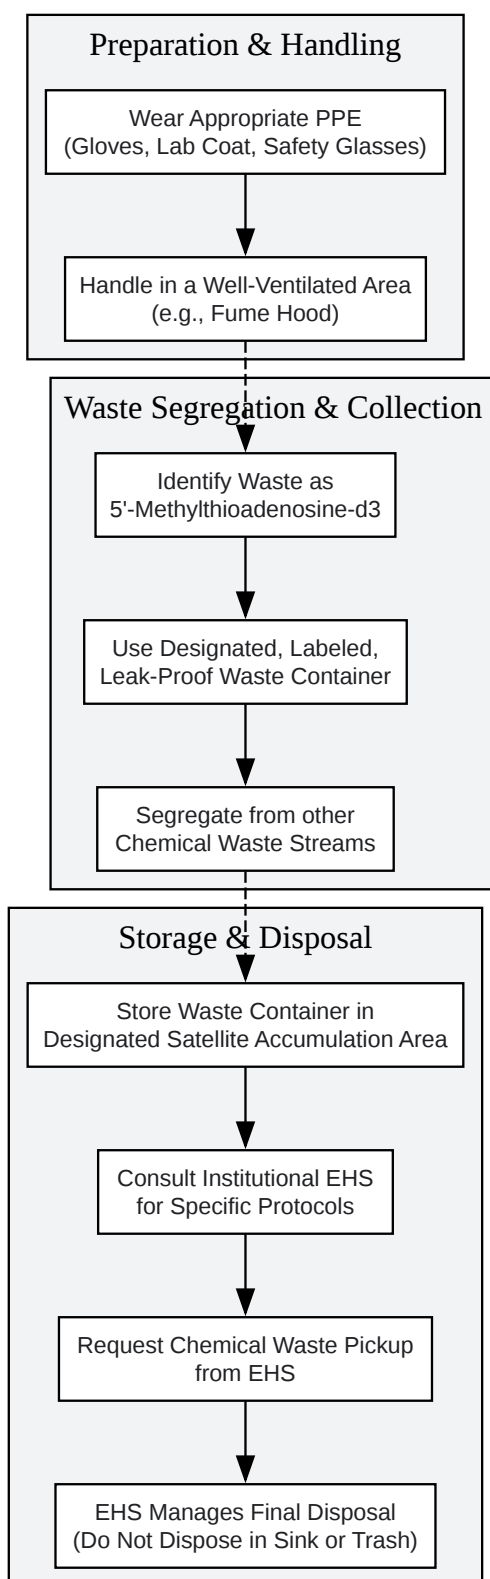 Preparation & Handling
Wear Appropriate PPE
(Gloves, Lab Coat, Safety Glasses)
Handle in a Well-Ventilated Area
(e.g., Fume Hood)
Waste Segregation & Collection
Identify Waste as
5'-Methylthioadenosine-d3
Use Designated, Labeled,
Leak-Proof Waste Container
Segregate from other
Chemical Waste Streams
Storage & Disposal
Store Waste Container in
Designated Satellite Accumulation Area
Consult Institutional EHS
for Specific Protocols
Request Chemical Waste Pickup
from EHS
EHS Manages Final Disposal
(Do Not Dispose in Sink or Trash)